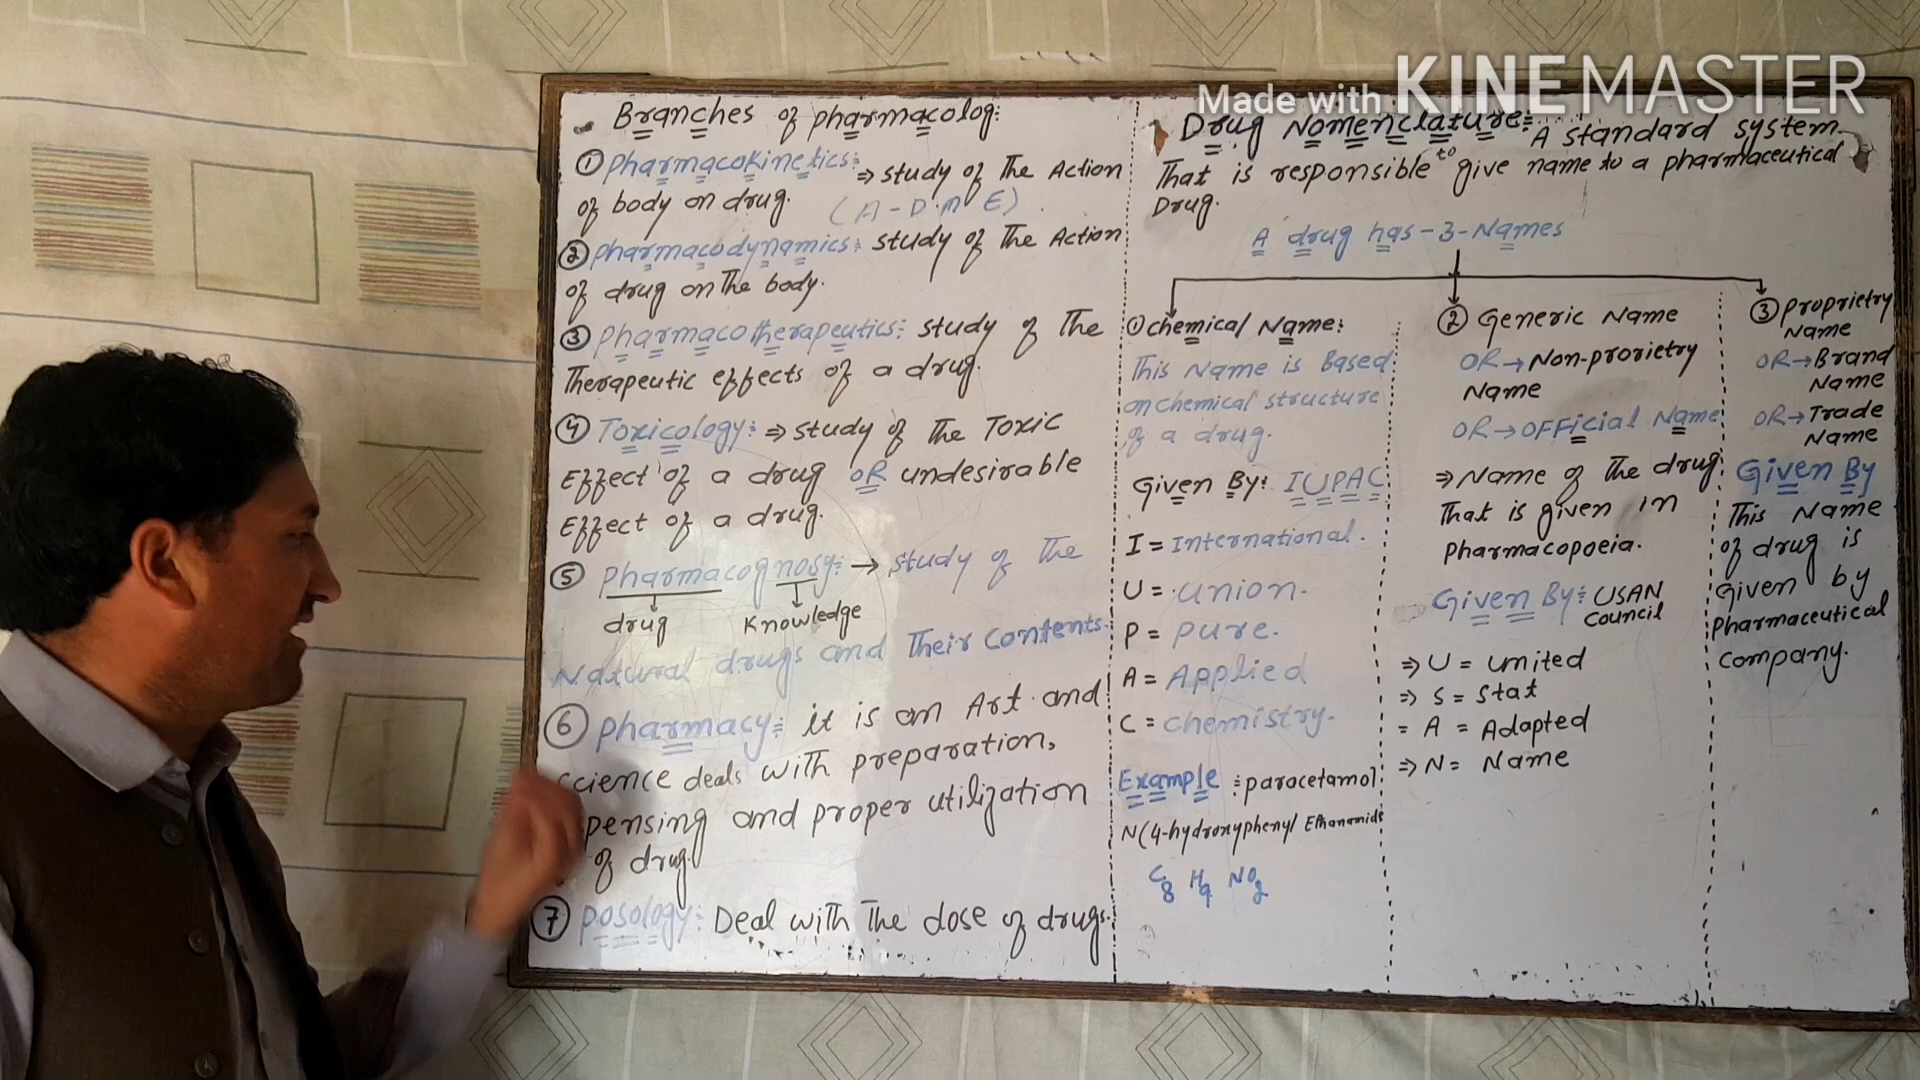 Made with KINEMASTER
Branches of pharmacolog:
① Pharmacokinetics: ⇒ study of The Action
of body on drug. (A-D.M E)
② pharmacodynamics: study of The Action
of drug on The body.
③ Pharmacotherapeutics: study of The
Therapeutic effects of a drug.
④ Toxicology: ⇒ study of The Toxic
Effect of a drug OR undesirable
Effect of a drug.
⑤ pharmacognosy: → study of The
drug Knowledge
Natural drugs and Their Contents.
⑥ pharmacy: it is an Art and
science deals with preparation,
pensing and proper utilization
of drug.
⑦ posology: Deal with The dose of drugs.
Drug Nomenclature: A standard system
That is responsible to give name to a pharmaceutical
Drug.
A drug has-3-Names
① chemical Name:
This Name is Based
on chemical structure
of a drug.
Given By: IUPAC
I = International.
U = union.
P = pure.
A = Applied
C = chemistry.
Example: paracetamol
N(4-hydroxyphenyl Ethanamide
C8 H9 NO2
② Generic Name
OR → Non-prorietry
Name
OR → OFFicial Name
⇒ Name of The drug
That is given in
pharmacopoeia.
Given By: USAN
council
⇒ U = united
⇒ S = Stat
= A = Adapted
⇒ N = Name
③ proprietry
Name
OR → Brand
Name
OR → Trade
Name
Given By
This Name
of drug is
given by
pharmaceutical
company.